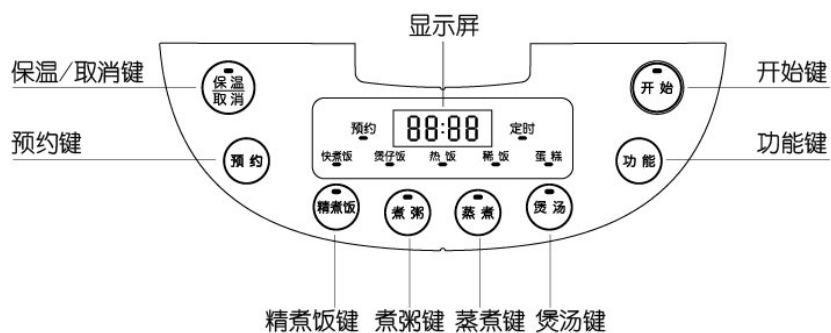 显示屏
保温/取消键
保温
取消
开始
开始键
预约
88:88
定时
预约键
预约
快煮饭
煲仔饭
热饭
稀饭
蛋糕
功能
功能键
精煮饭
煮粥
蒸煮
煲汤
精煮饭键
煮粥键
蒸煮键
煲汤键